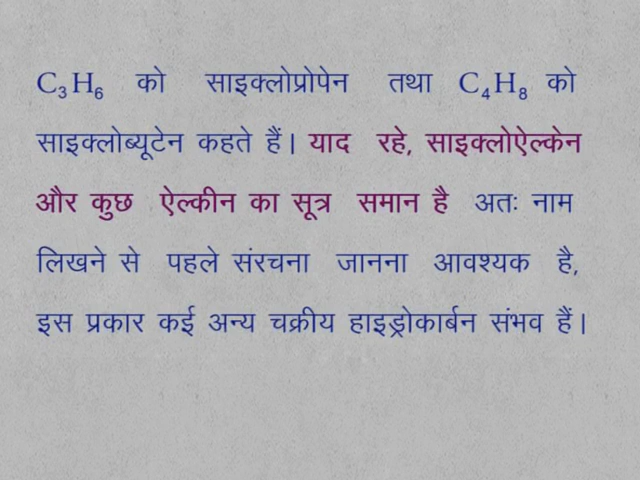 C₃H₆ को साइक्लोप्रोपेन तथा C₄H₈ को
साइक्लोब्यूटेन कहते हैं। याद रहे, साइक्लोऐल्केन
और कुछ ऐल्कीन का सूत्र समान है अतः नाम
लिखने से पहले संरचना जानना आवश्यक है,
इस प्रकार कई अन्य चक्रीय हाइड्रोकार्बन संभव हैं।